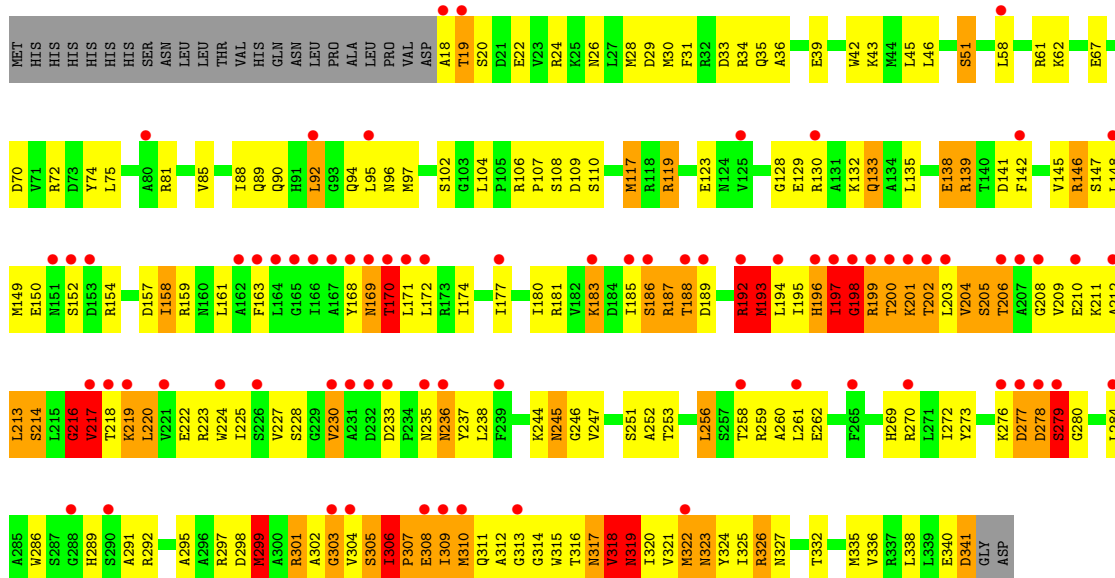 MET HIS HIS HIS HIS HIS HIS SER ASN LEU LEU THR VAL HIS GLN ASN LEU PRO ALA LEU PRO VAL ASP A18 T19 S20 D21 E22 V23 R24 K25 N26 L27 M28 D29 M30 F31 R32 D33 R34 Q35 A36 E39 W42 K43 M44 L45 L46 S51 L58 R61 K62 E67
D70 V71 R72 D73 Y74 L75 A80 R81 V85 I88 Q89 Q90 H91 L92 G93 Q94 L95 N96 M97 S102 G103 L104 P105 R106 P107 S108 D109 S110 M117 R118 R119 E123 N124 V125 G128 E129 R130 A131 K132 Q133 A134 L135 E138 R139 T140 D141 F142 V145 R146 S147 L148
M149 E150 N151 S152 D153 R154 D157 I158 R159 N160 L161 A162 F163 L164 G165 I166 A167 Y168 N169 T170 L171 L172 R173 I174 I177 I180 R181 V182 K183 D184 I185 S186 R187 T188 D189 R192 M193 L194 I195 H196 I197 G198 R199 T200 K201 T202 L203 V204 S205 T206 A207 G208 V209 E210 K211 A212
L213 S214 L215 G216 V217 T218 K219 L220 V221 E222 R223 W224 I225 S226 V227 S228 G229 V230 A231 D232 D233 P234 N235 N236 Y237 L238 F239 K244 N245 G246 V247 S251 A252 T253 L256 S257 T258 R259 A260 L261 E262 F265 H269 R270 L271 I272 Y273 K276 D277 D278 S279 G280 L284
A285 W286 S287 G288 H289 S290 A291 R292 A295 A296 R297 D298 M299 A300 R301 A302 G303 V304 S305 I306 P307 E308 I309 M310 Q311 A312 G313 G314 W315 T316 N317 V318 N319 I320 V321 M322 N323 Y324 I325 R326 N327 T332 M335 V336 R337 L338 L339 E340 D341 GLY ASP